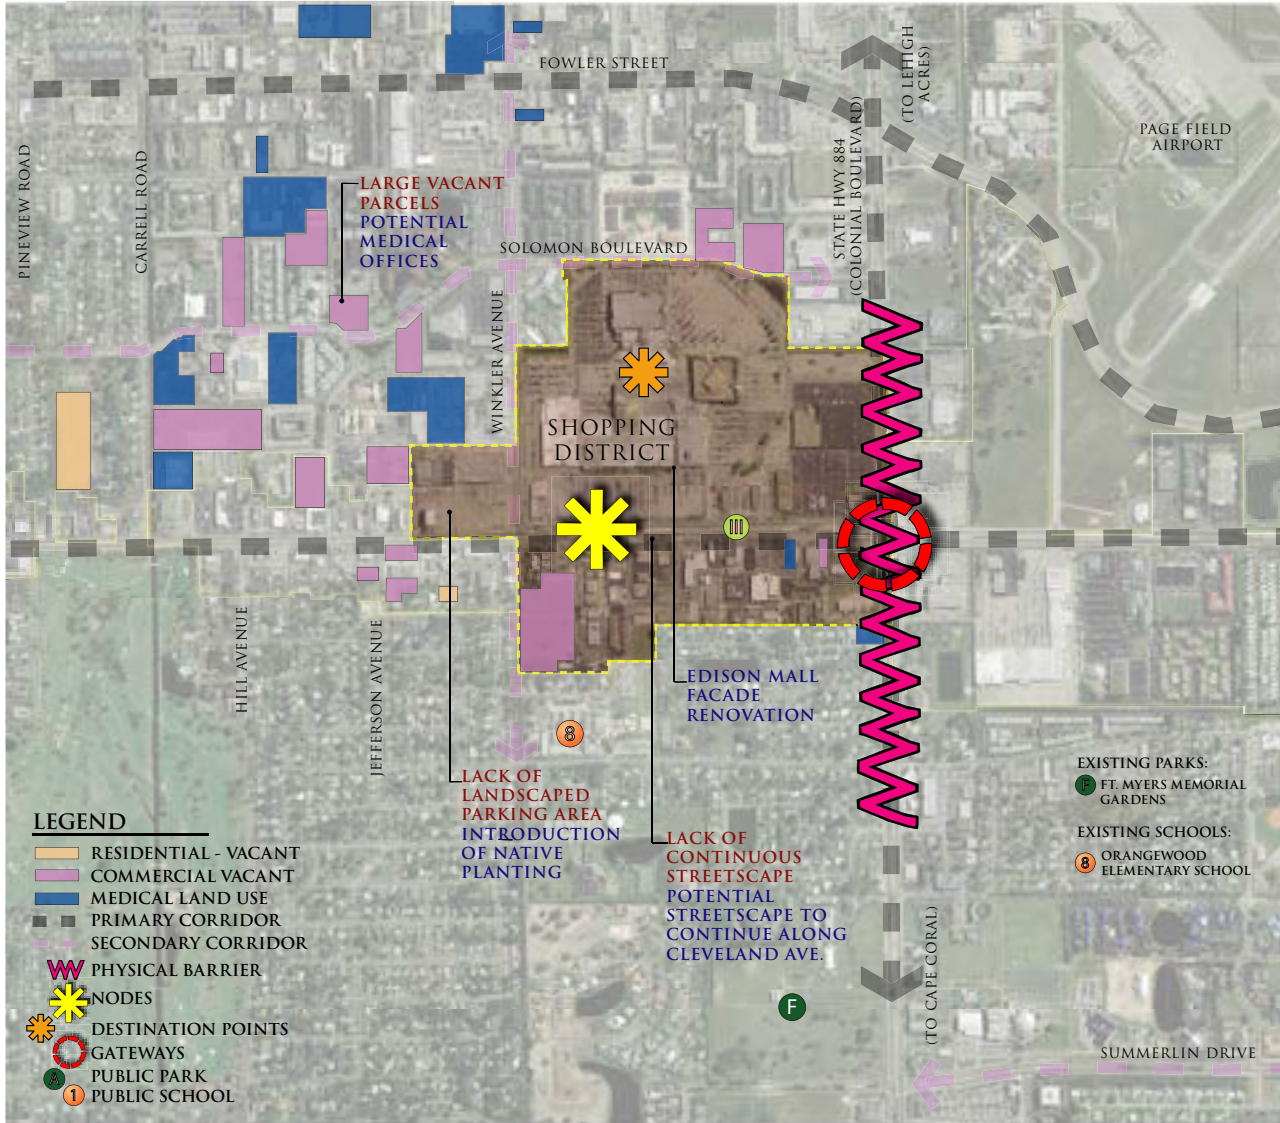 FOWLER STREET
(TO LEHIGH
ACRES)
PAGE FIELD
AIRPORT
STATE HWY 884
(COLONIAL BOULEVARD)
PINEVIEW ROAD
CARRELL ROAD
LARGE VACANT
PARCELS
POTENTIAL
MEDICAL
OFFICES
SOLOMON BOULEVARD
WINKLER AVENUE
SHOPPING
DISTRICT
III
HILL AVENUE
JEFFERSON AVENUE
EDISON MALL
FACADE
RENOVATION
8
LACK OF
LANDSCAPED
PARKING AREA
INTRODUCTION
OF NATIVE
PLANTING
LACK OF
CONTINUOUS
STREETSCAPE
POTENTIAL
STREETSCAPE TO
CONTINUE ALONG
CLEVELAND AVE.
EXISTING PARKS:
F FT. MYERS MEMORIAL
GARDENS
EXISTING SCHOOLS:
8 ORANGEWOOD
ELEMENTARY SCHOOL
(TO CAPE CORAL)
F
SUMMERLIN DRIVE
LEGEND
RESIDENTIAL - VACANT
COMMERCIAL VACANT
MEDICAL LAND USE
PRIMARY CORRIDOR
SECONDARY CORRIDOR
PHYSICAL BARRIER
NODES
DESTINATION POINTS
GATEWAYS
A PUBLIC PARK
1 PUBLIC SCHOOL